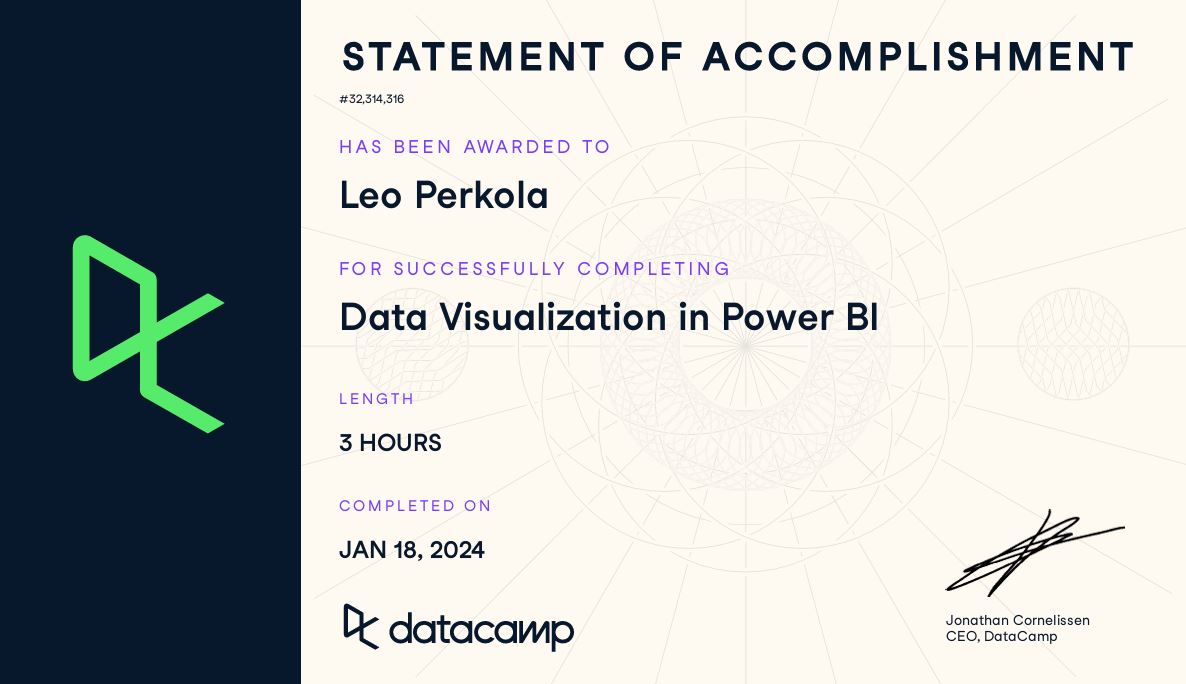 STATEMENT OF ACCOMPLISHMENT
#32,314,316
HAS BEEN AWARDED TO
Leo Perkola
FOR SUCCESSFULLY COMPLETING
Data Visualization in Power BI
LENGTH
3 HOURS
COMPLETED ON
JAN 18, 2024
datacamp
Jonathan Cornelissen
CEO, DataCamp